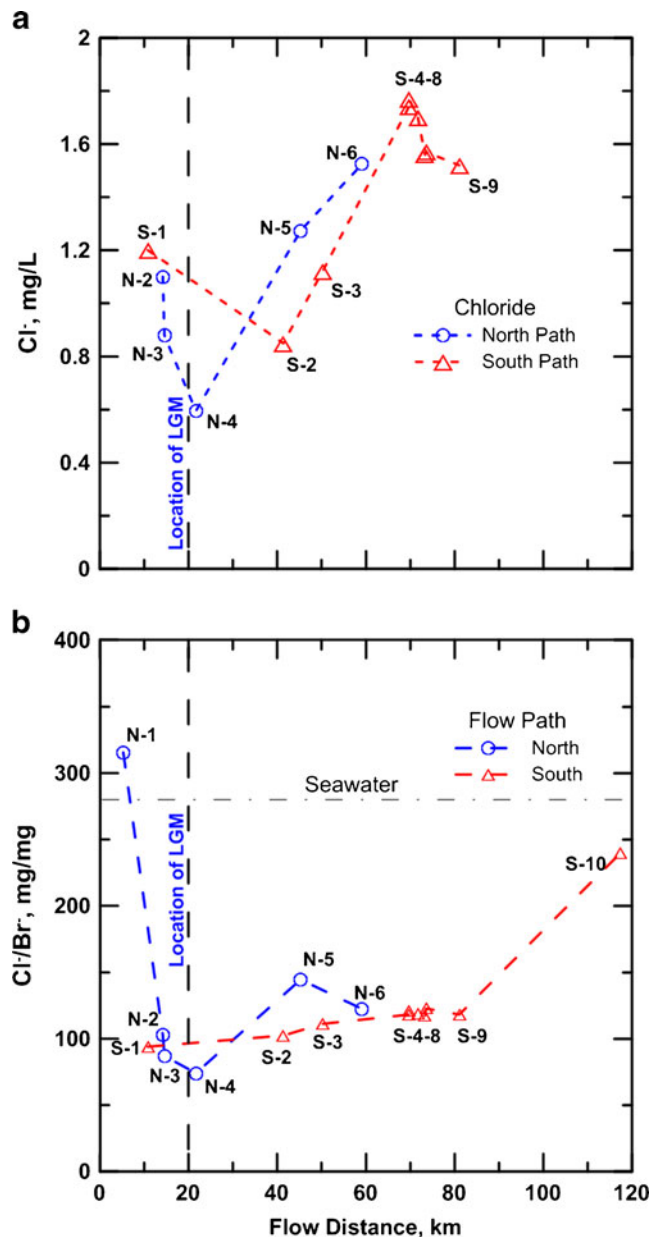 a
2
S-4-8
1.6
N-6
S-9
N-5
S-1
1.2
N-2
S-3
Cl-, mg/L
Chloride
N-3
North Path
0.8
S-2
South Path
N-4
Location of LGM
0.4
0
b
400
Flow Path
N-1
North
300
South
Seawater
Location of LGM
S-10
Cl-/Br-, mg/mg
200
N-5
N-2
N-6
100
S-1
S-2
S-3
S-4-8
S-9
N-3
N-4
0
0 20 40 60 80 100 120
Flow Distance, km